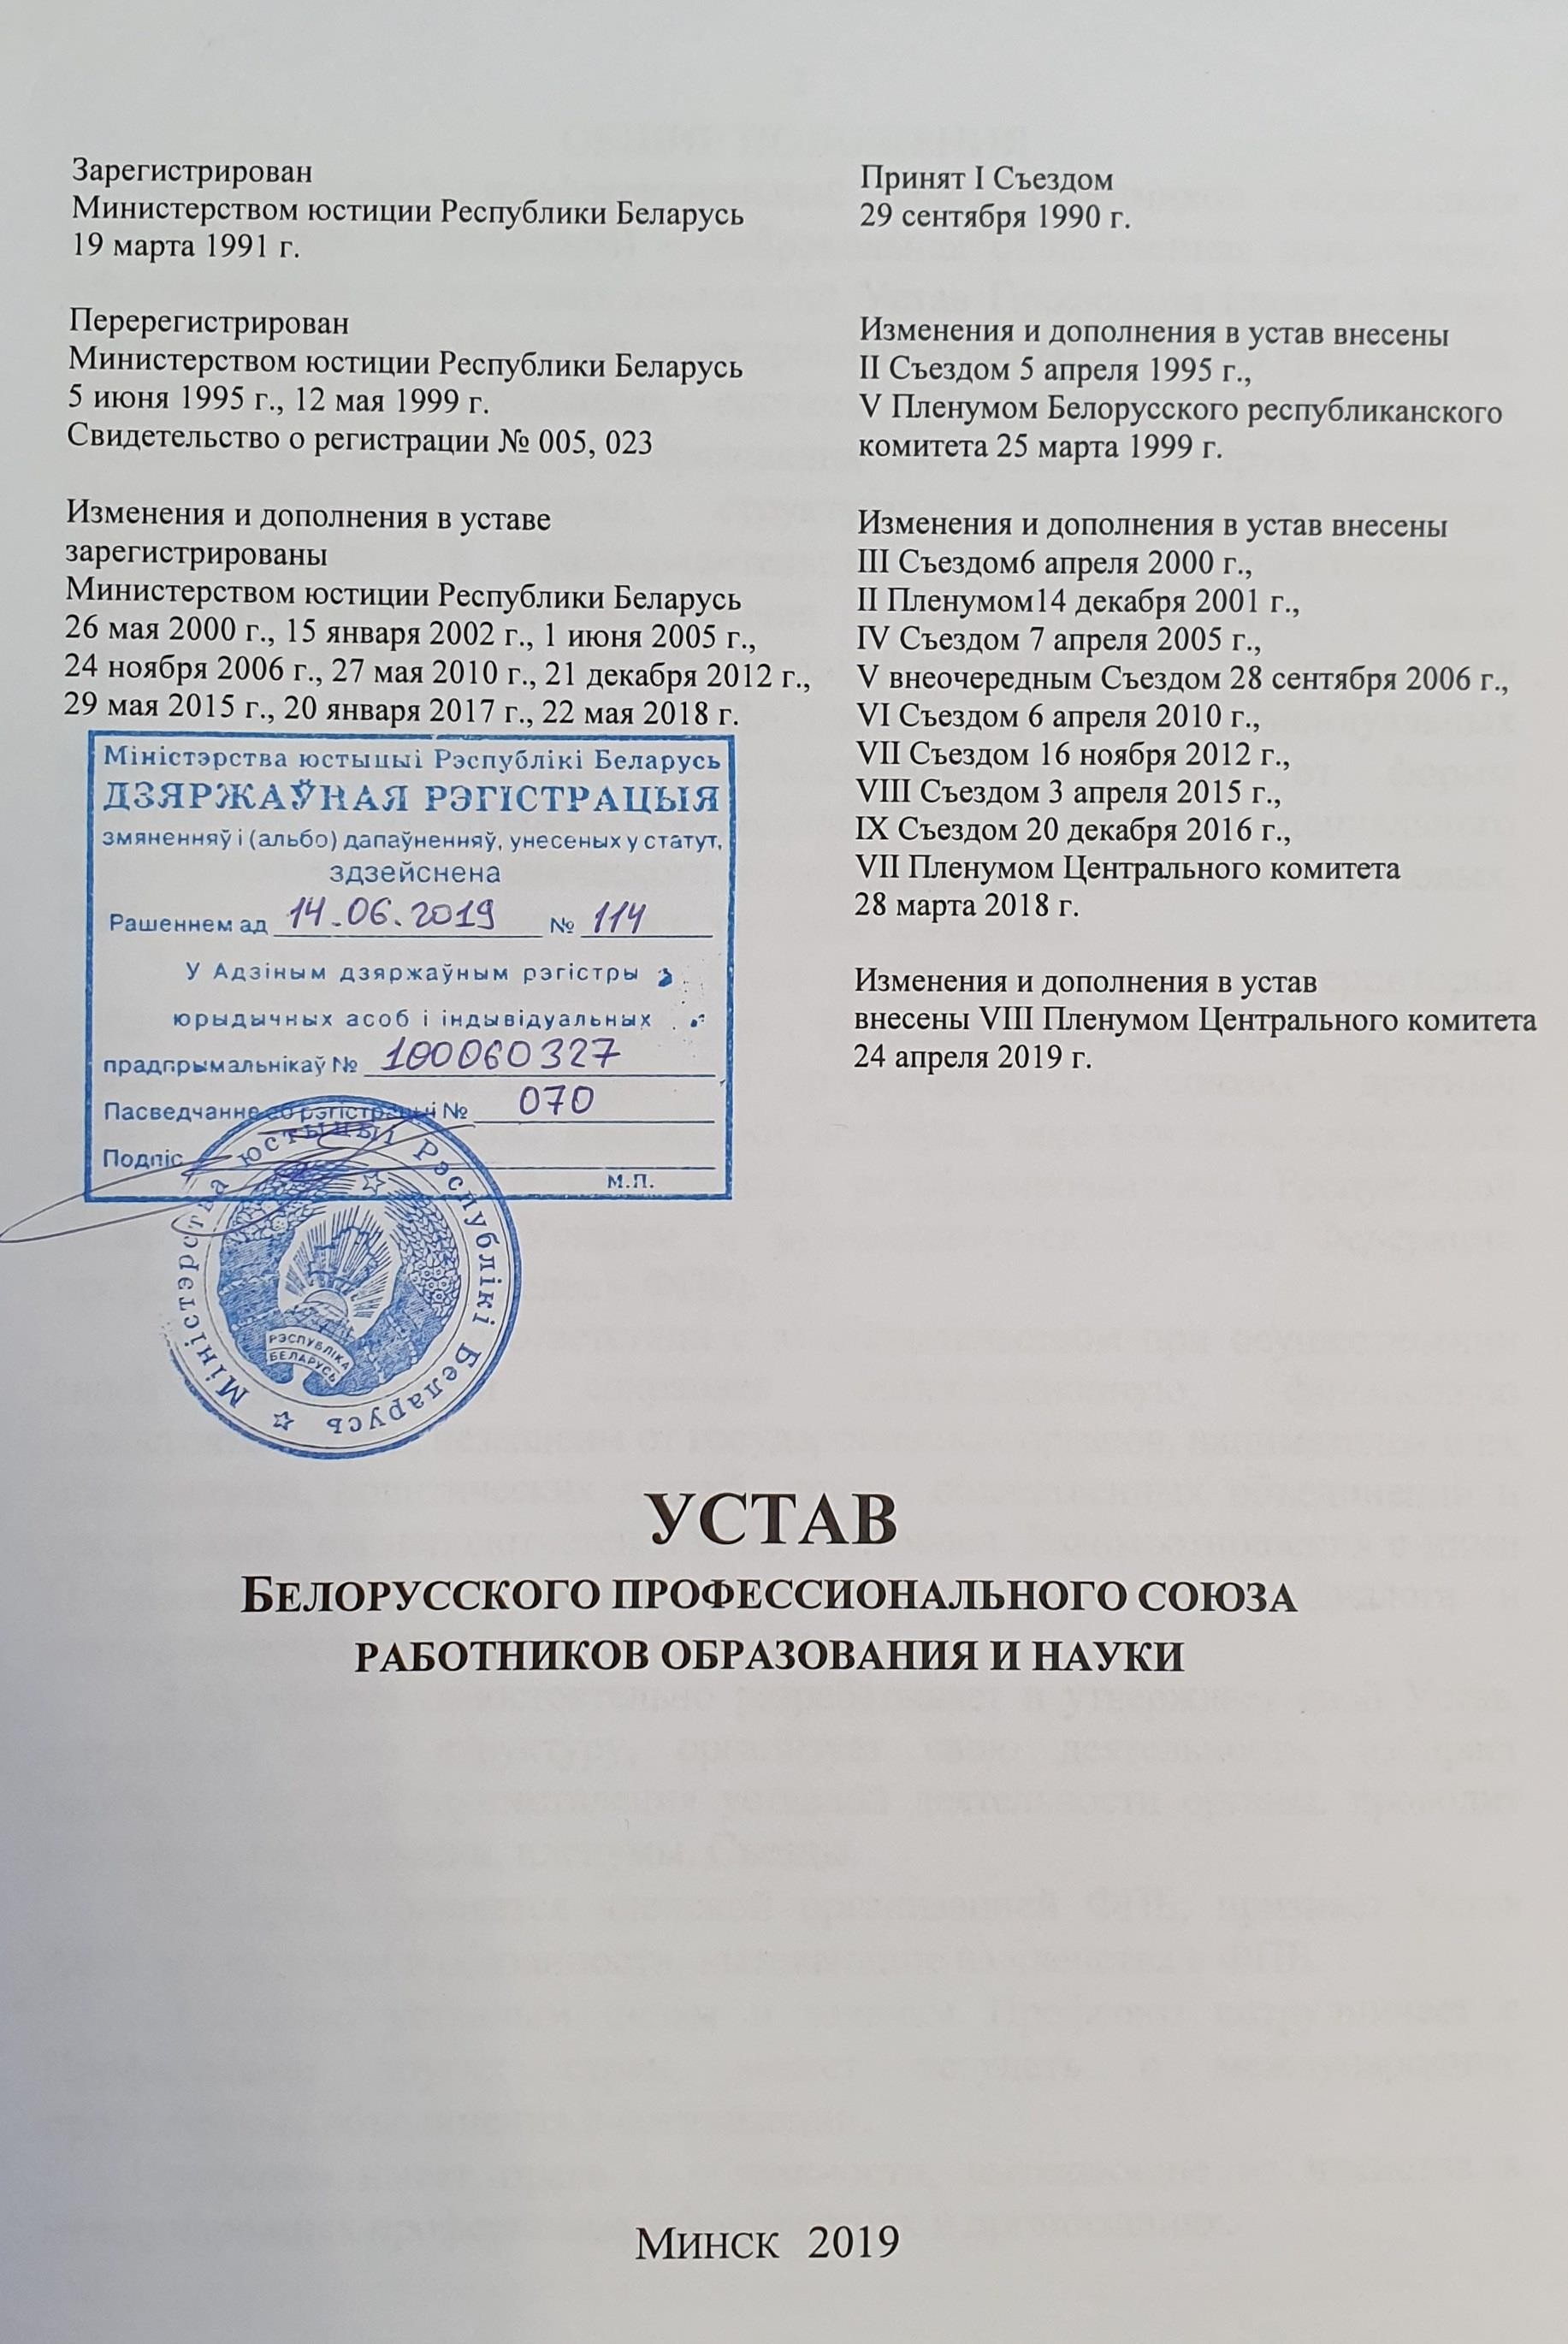 Зарегистрирован
Министерством юстиции Республики Беларусь
19 марта 1991 г.
Перерегистрирован
Министерством юстиции Республики Беларусь
5 июня 1995 г., 12 мая 1999 г.
Свидетельство о регистрации № 005, 023
Изменения и дополнения в уставе
зарегистрированы
Министерством юстиции Республики Беларусь
26 мая 2000 г., 15 января 2002 г., 1 июня 2005 г.,
24 ноября 2006 г., 27 мая 2010 г., 21 декабря 2012 г.,
29 мая 2015 г., 20 января 2017 г., 22 мая 2018 г.
Міністэрства юстыцыі Рэспублікі Беларусь
ДЗЯРЖАЎНАЯ РЭГІСТРАЦЫЯ
змяненняў і (альбо) дапаўненняў, унесеных у статут,
здзейснена
Рашеннем ад 14.06.2019 № 114
У Адзіным дзяржаўным рэгістры
юрыдычных асоб і індывідуальных
прадпрымальнікаў № 100060327
Пасведчанне аб рэгістрацыі № 070
Подпіс
М.П.
Міністэрства юстыцыі Рэспублікі Беларусь
РЭСПУБЛІКА
БЕЛАРУСЬ
Принят I Съездом
29 сентября 1990 г.
Изменения и дополнения в устав внесены
II Съездом 5 апреля 1995 г.,
V Пленумом Белорусского республиканского
комитета 25 марта 1999 г.
Изменения и дополнения в устав внесены
III Съездом6 апреля 2000 г.,
II Пленумом14 декабря 2001 г.,
IV Съездом 7 апреля 2005 г.,
V внеочередным Съездом 28 сентября 2006 г.,
VI Съездом 6 апреля 2010 г.,
VII Съездом 16 ноября 2012 г.,
VIII Съездом 3 апреля 2015 г.,
IX Съездом 20 декабря 2016 г.,
VII Пленумом Центрального комитета
28 марта 2018 г.
Изменения и дополнения в устав
внесены VIII Пленумом Центрального комитета
24 апреля 2019 г.
УСТАВ
БЕЛОРУССКОГО ПРОФЕССИОНАЛЬНОГО СОЮЗА
РАБОТНИКОВ ОБРАЗОВАНИЯ И НАУКИ
МИНСК 2019